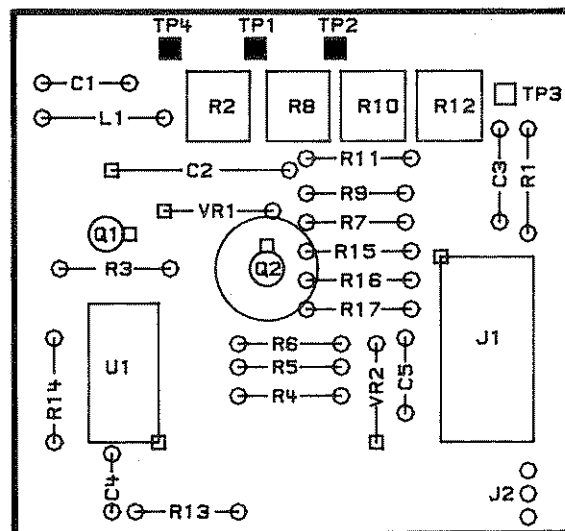 TP4 TP1 TP2
C1
L1
R2 R8 R10 R12
TP3
R11
C2
R9
VR1
R7
C3
R1
Q1
R15
R3
Q2
R16
R17
J1
R6
U1
R5
VR2
C5
R14
R4
C4
J2
R13